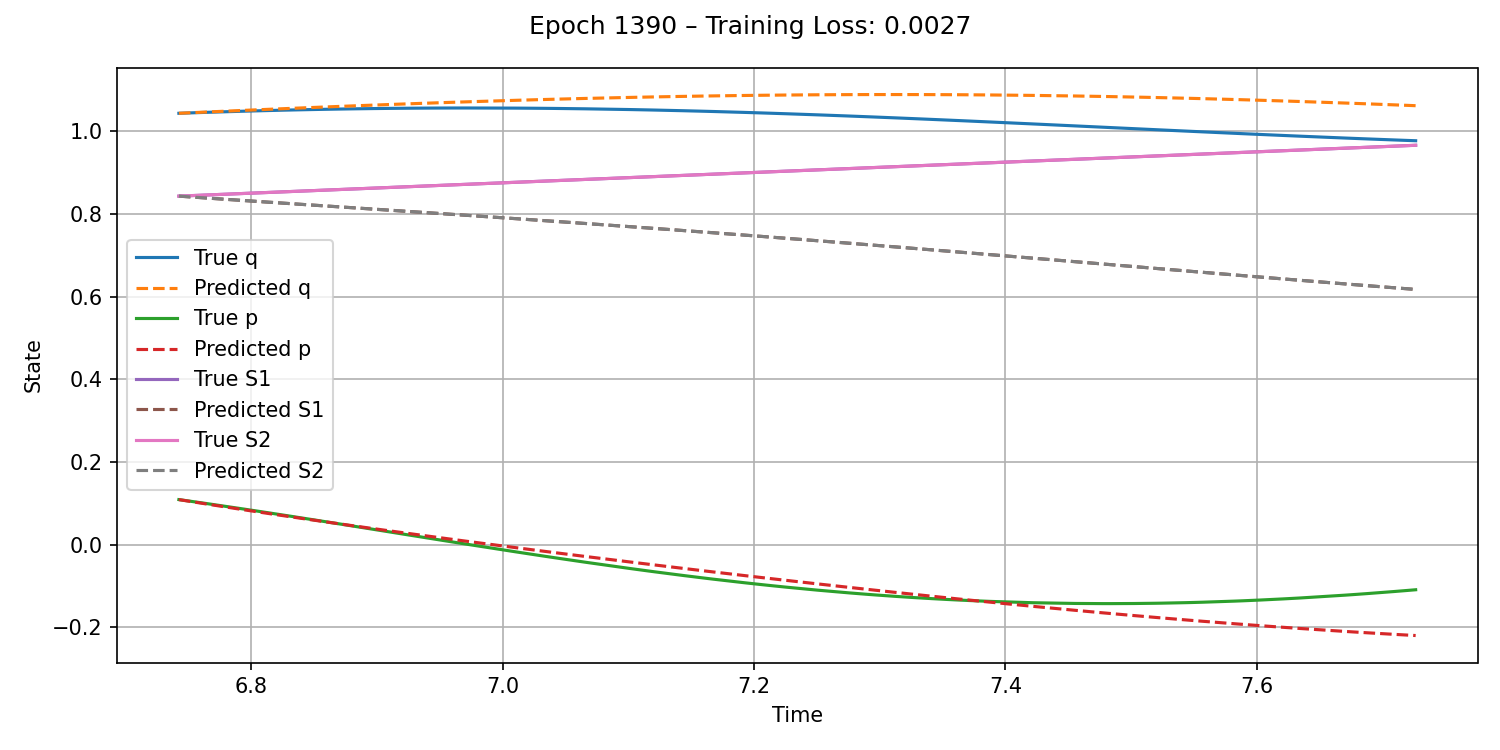 Epoch 1390 – Training Loss: 0.0027
State
1.0
0.8
0.6
0.4
0.2
0.0
−0.2
True q
Predicted q
True p
Predicted p
True S1
Predicted S1
True S2
Predicted S2
6.8 7.0 7.2 7.4 7.6
Time